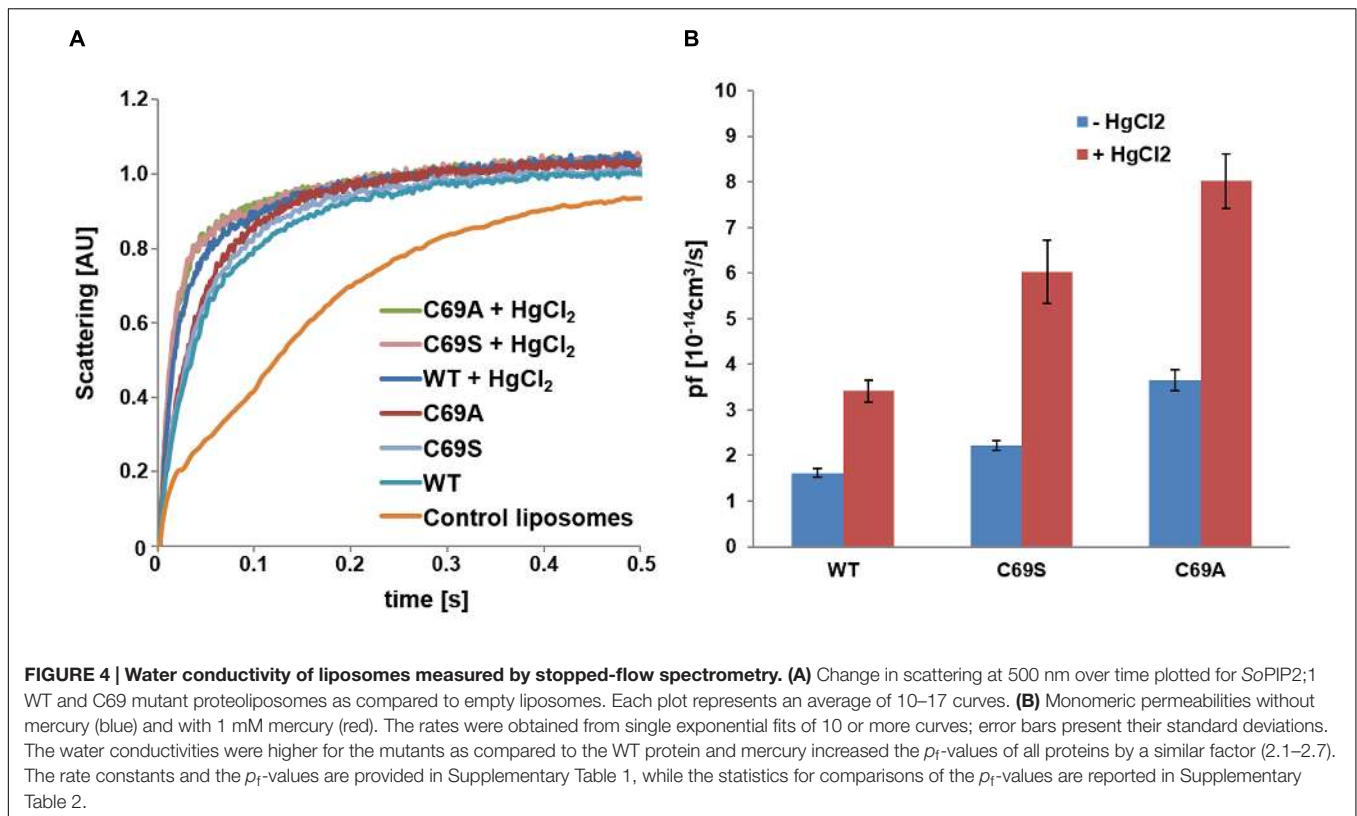 A
Scattering [AU]
1.2
1.0
0.8
0.6
0.4
0.2
0
0
0.1
0.2
0.3
0.4
0.5
time [s]
C69A + HgCl₂
C69S + HgCl₂
WT + HgCl₂
C69A
C69S
WT
Control liposomes
B
pf [10⁻¹⁴cm³/s]
10
9
8
7
6
5
4
3
2
1
0
- HgCl2
+ HgCl2
WT
C69S
C69A
FIGURE 4 | Water conductivity of liposomes measured by stopped-flow spectrometry. (A) Change in scattering at 500 nm over time plotted for SoPIP2;1
WT and C69 mutant proteoliposomes as compared to empty liposomes. Each plot represents an average of 10–17 curves. (B) Monomeric permeabilities without
mercury (blue) and with 1 mM mercury (red). The rates were obtained from single exponential fits of 10 or more curves; error bars present their standard deviations.
The water conductivities were higher for the mutants as compared to the WT protein and mercury increased the pf-values of all proteins by a similar factor (2.1–2.7).
The rate constants and the pf-values are provided in Supplementary Table 1, while the statistics for comparisons of the pf-values are reported in Supplementary
Table 2.